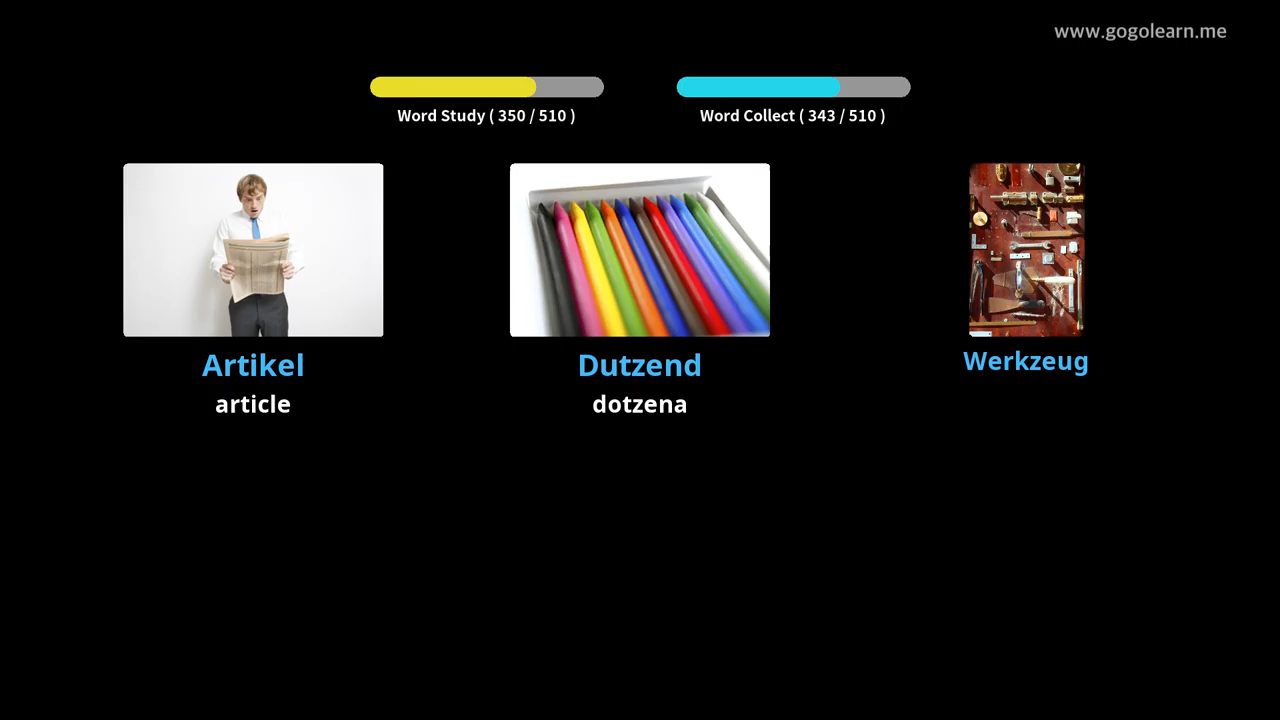 www.gogolearn.me
Word Study ( 350 / 510 )
Word Collect ( 343 / 510 )
Artikel
Dutzend
Werkzeug
article
dotzena